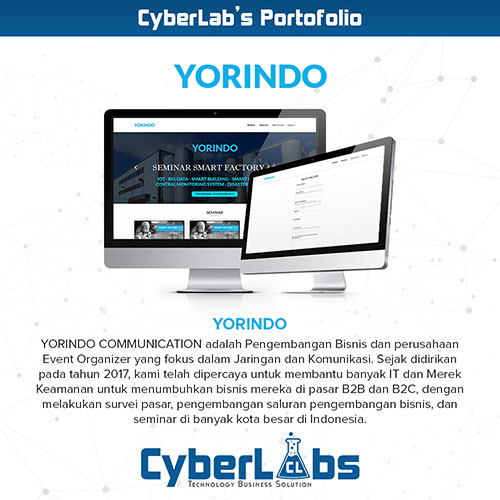 CyberLab's Portofolio
YORINDO
YORINDO
YORINDO
SEMINAR SMART FACTORY 4.0
IOT - BIG DATA - SMART BUILDING - SMART
CENTRAL MONITORING SYSTEM - DISASTER
SEMINAR
YORINDO
YORINDO COMMUNICATION adalah Pengembangan Bisnis dan perusahaan
Event Organizer yang fokus dalam Jaringan dan Komunikasi. Sejak didirikan
pada tahun 2017, kami telah dipercaya untuk membantu banyak IT dan Merek
Keamanan untuk menumbuhkan bisnis mereka di pasar B2B dan B2C, dengan
melakukan survei pasar, pengembangan saluran pengembangan bisnis, dan
seminar di banyak kota besar di Indonesia.
CyberLabs
TECHNOLOGY BUSINESS SOLUTION